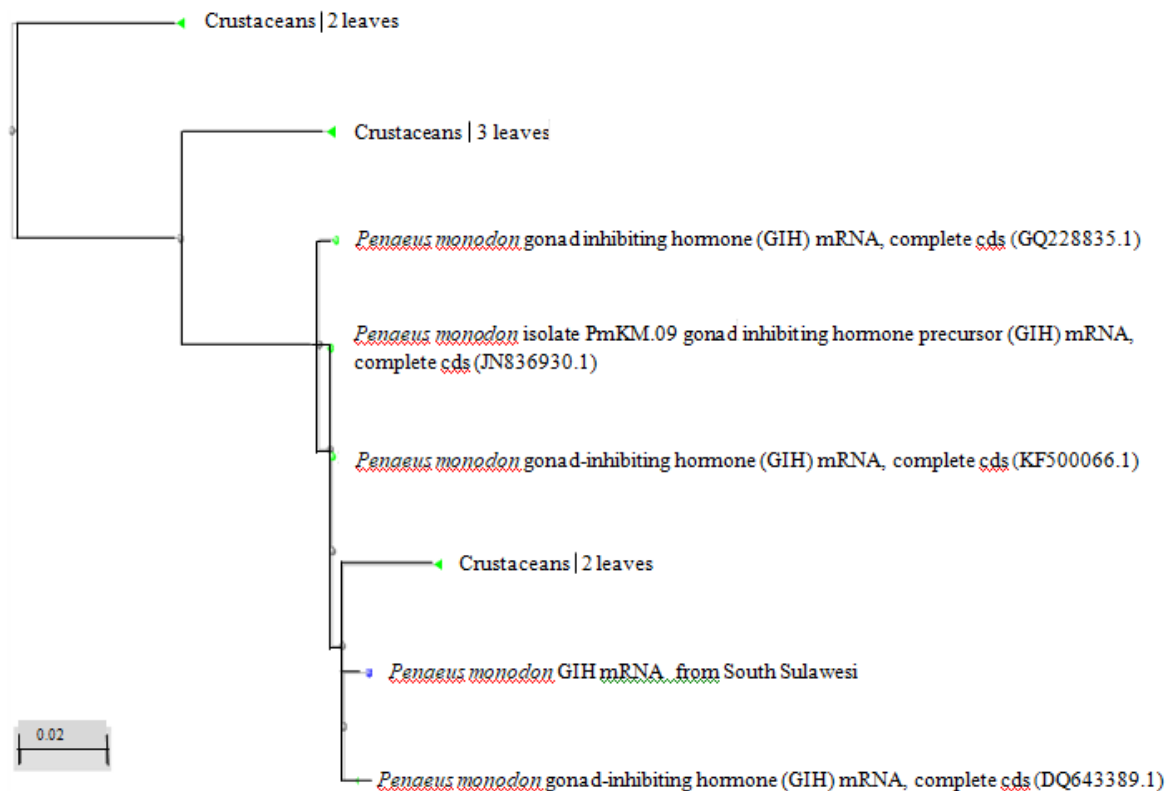 Crustaceans | 2 leaves
Crustaceans | 3 leaves
Penaeus monodon gonad inhibiting hormone (GIH) mRNA, complete cds (GQ228835.1)
Penaeus monodon isolate PmKM.09 gonad inhibiting hormone precursor (GIH) mRNA,
complete cds (JN836930.1)
Penaeus monodon gonad-inhibiting hormone (GIH) mRNA, complete cds (KF500066.1)
Crustaceans | 2 leaves
Penaeus monodon GIH mRNA from South Sulawesi
0.02
Penaeus monodon gonad-inhibiting hormone (GIH) mRNA, complete cds (DQ643389.1)